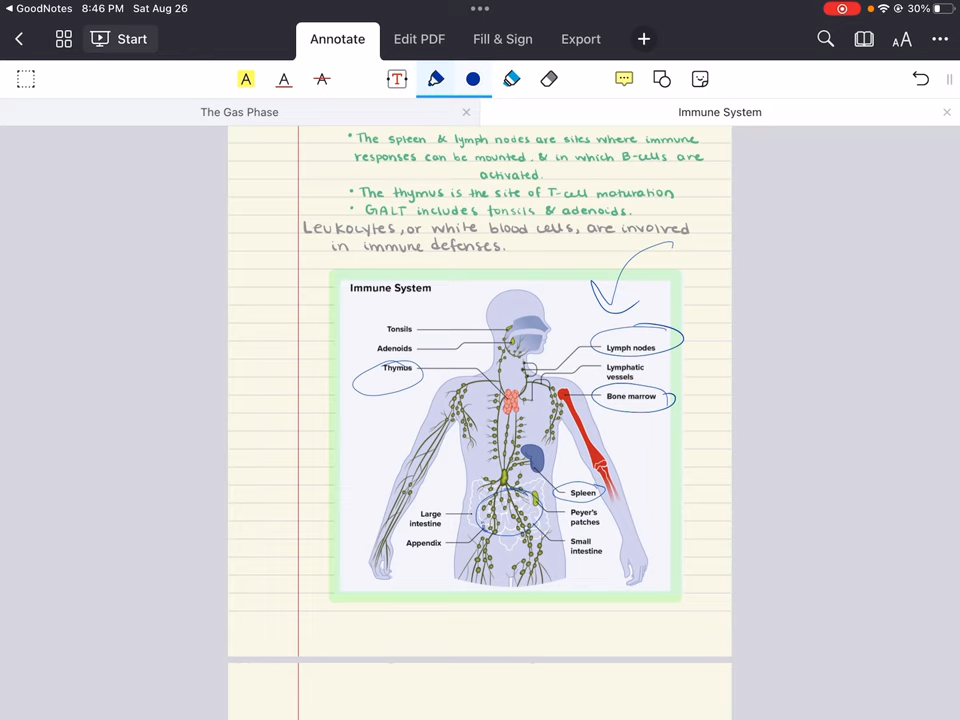 GoodNotes 8:46 PM Sat Aug 26
30%
Start
Annotate Edit PDF Fill & Sign Export
AA
A A A T
The Gas Phase
Immune System
• The spleen & lymph nodes are sites where immune
responses can be mounted. & in which B-cells are
activated.
• The thymus is the site of T-cell maturation
• GALT includes tonsils & adenoids.
Leukocytes, or white blood cells, are involved
in immune defenses.
Immune System
Tonsils
Adenoids
Thymus
Lymph nodes
Lymphatic
vessels
Bone marrow
Spleen
Large
intestine
Peyer's
patches
Appendix
Small
intestine